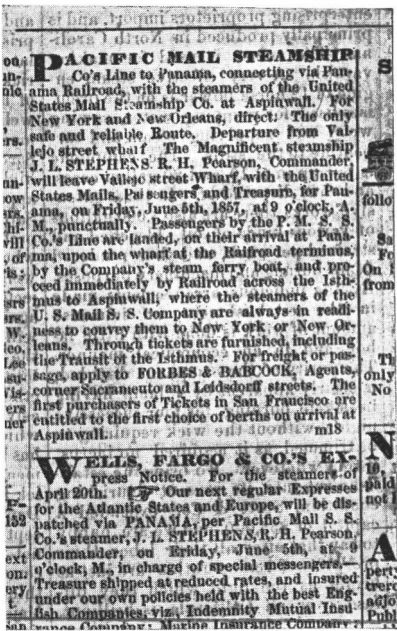 PACIFIC MAIL STEAMSHIP
Co's Line to Panama, connecting via Pan-
ama Railroad, with the steamers of the United
States Mail Steamship Co. at Aspinwall. For
New York and New Orleans, direct. The only
safe and reliable Route. Departure from Val-
lejo street wharf The Magnificent steamship
J. L. STEPHENS R. H. Pearson, Commander,
will leave Vallejo street Wharf, with the United
States Mails, Passengers and Treasure, for Pan-
ama, on Friday, June 5th, 1857, at 9 o'clock, A.
M., punctually. Passengers by the P. M. S. S.
Co.'s Line are landed, on their arrival at Pana-
ma, upon the wharf at the Railroad terminus,
by the Company's steam ferry boat, and pro-
ceed immediately by Railroad across the Isth-
mus to Aspinwall, where the steamers of the
U. S. Mail S. S. Company are always in readi-
ness to convey them to New York or New Or-
leans. Through tickets are furnished, including
the Transit of the Isthmus. For freight or pas-
sage, apply to FORBES & BABCOCK, Agents,
corner Sacramento and Leidsdorff streets. The
first purchasers of Tickets in San Francisco are
entitled to the first choice of berths on arrival at
Aspinwall. m18
WELLS, FARGO & CO.'S EX-
press Notice. For the steamers of
April 20th. Our next regular Expresses
for the Atlantic States and Europe, will be dis-
patched via PANAMA, per Pacific Mail S. S.
Co.'s steamer, J. L. STEPHENS, R. H. Pearson,
Commander, on Friday, June 5th, at 9
o'clock, M., in charge of special messengers,—
Treasure shipped at reduced rates, and insured
under our own policies held with the best Eng-
lish Companies, via, Indemnity Mutual Insu-
rance Company; Marine Insurance Company;